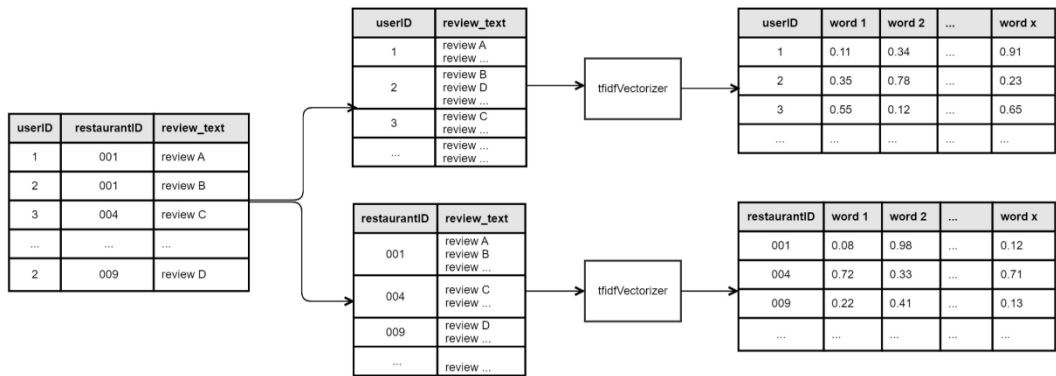 userID restaurantID review_text
1 001 review A
2 001 review B
3 004 review C
... ... ...
2 009 review D
userID review_text
1 review A
review ...
2 review B
review D
review ...
3 review C
review ...
... review ...
review ...
tfidfVectorizer
userID word 1 word 2 ... word x
1 0.11 0.34 ... 0.91
2 0.35 0.78 ... 0.23
3 0.55 0.12 ... 0.65
... ... ... ... ...
restaurantID review_text
001 review A
review B
review ...
004 review C
review ...
009 review D
review ...
... review ...
tfidfVectorizer
restaurantID word 1 word 2 ... word x
001 0.08 0.98 ... 0.12
004 0.72 0.33 ... 0.71
009 0.22 0.41 ... 0.13
... ... ... ... ...